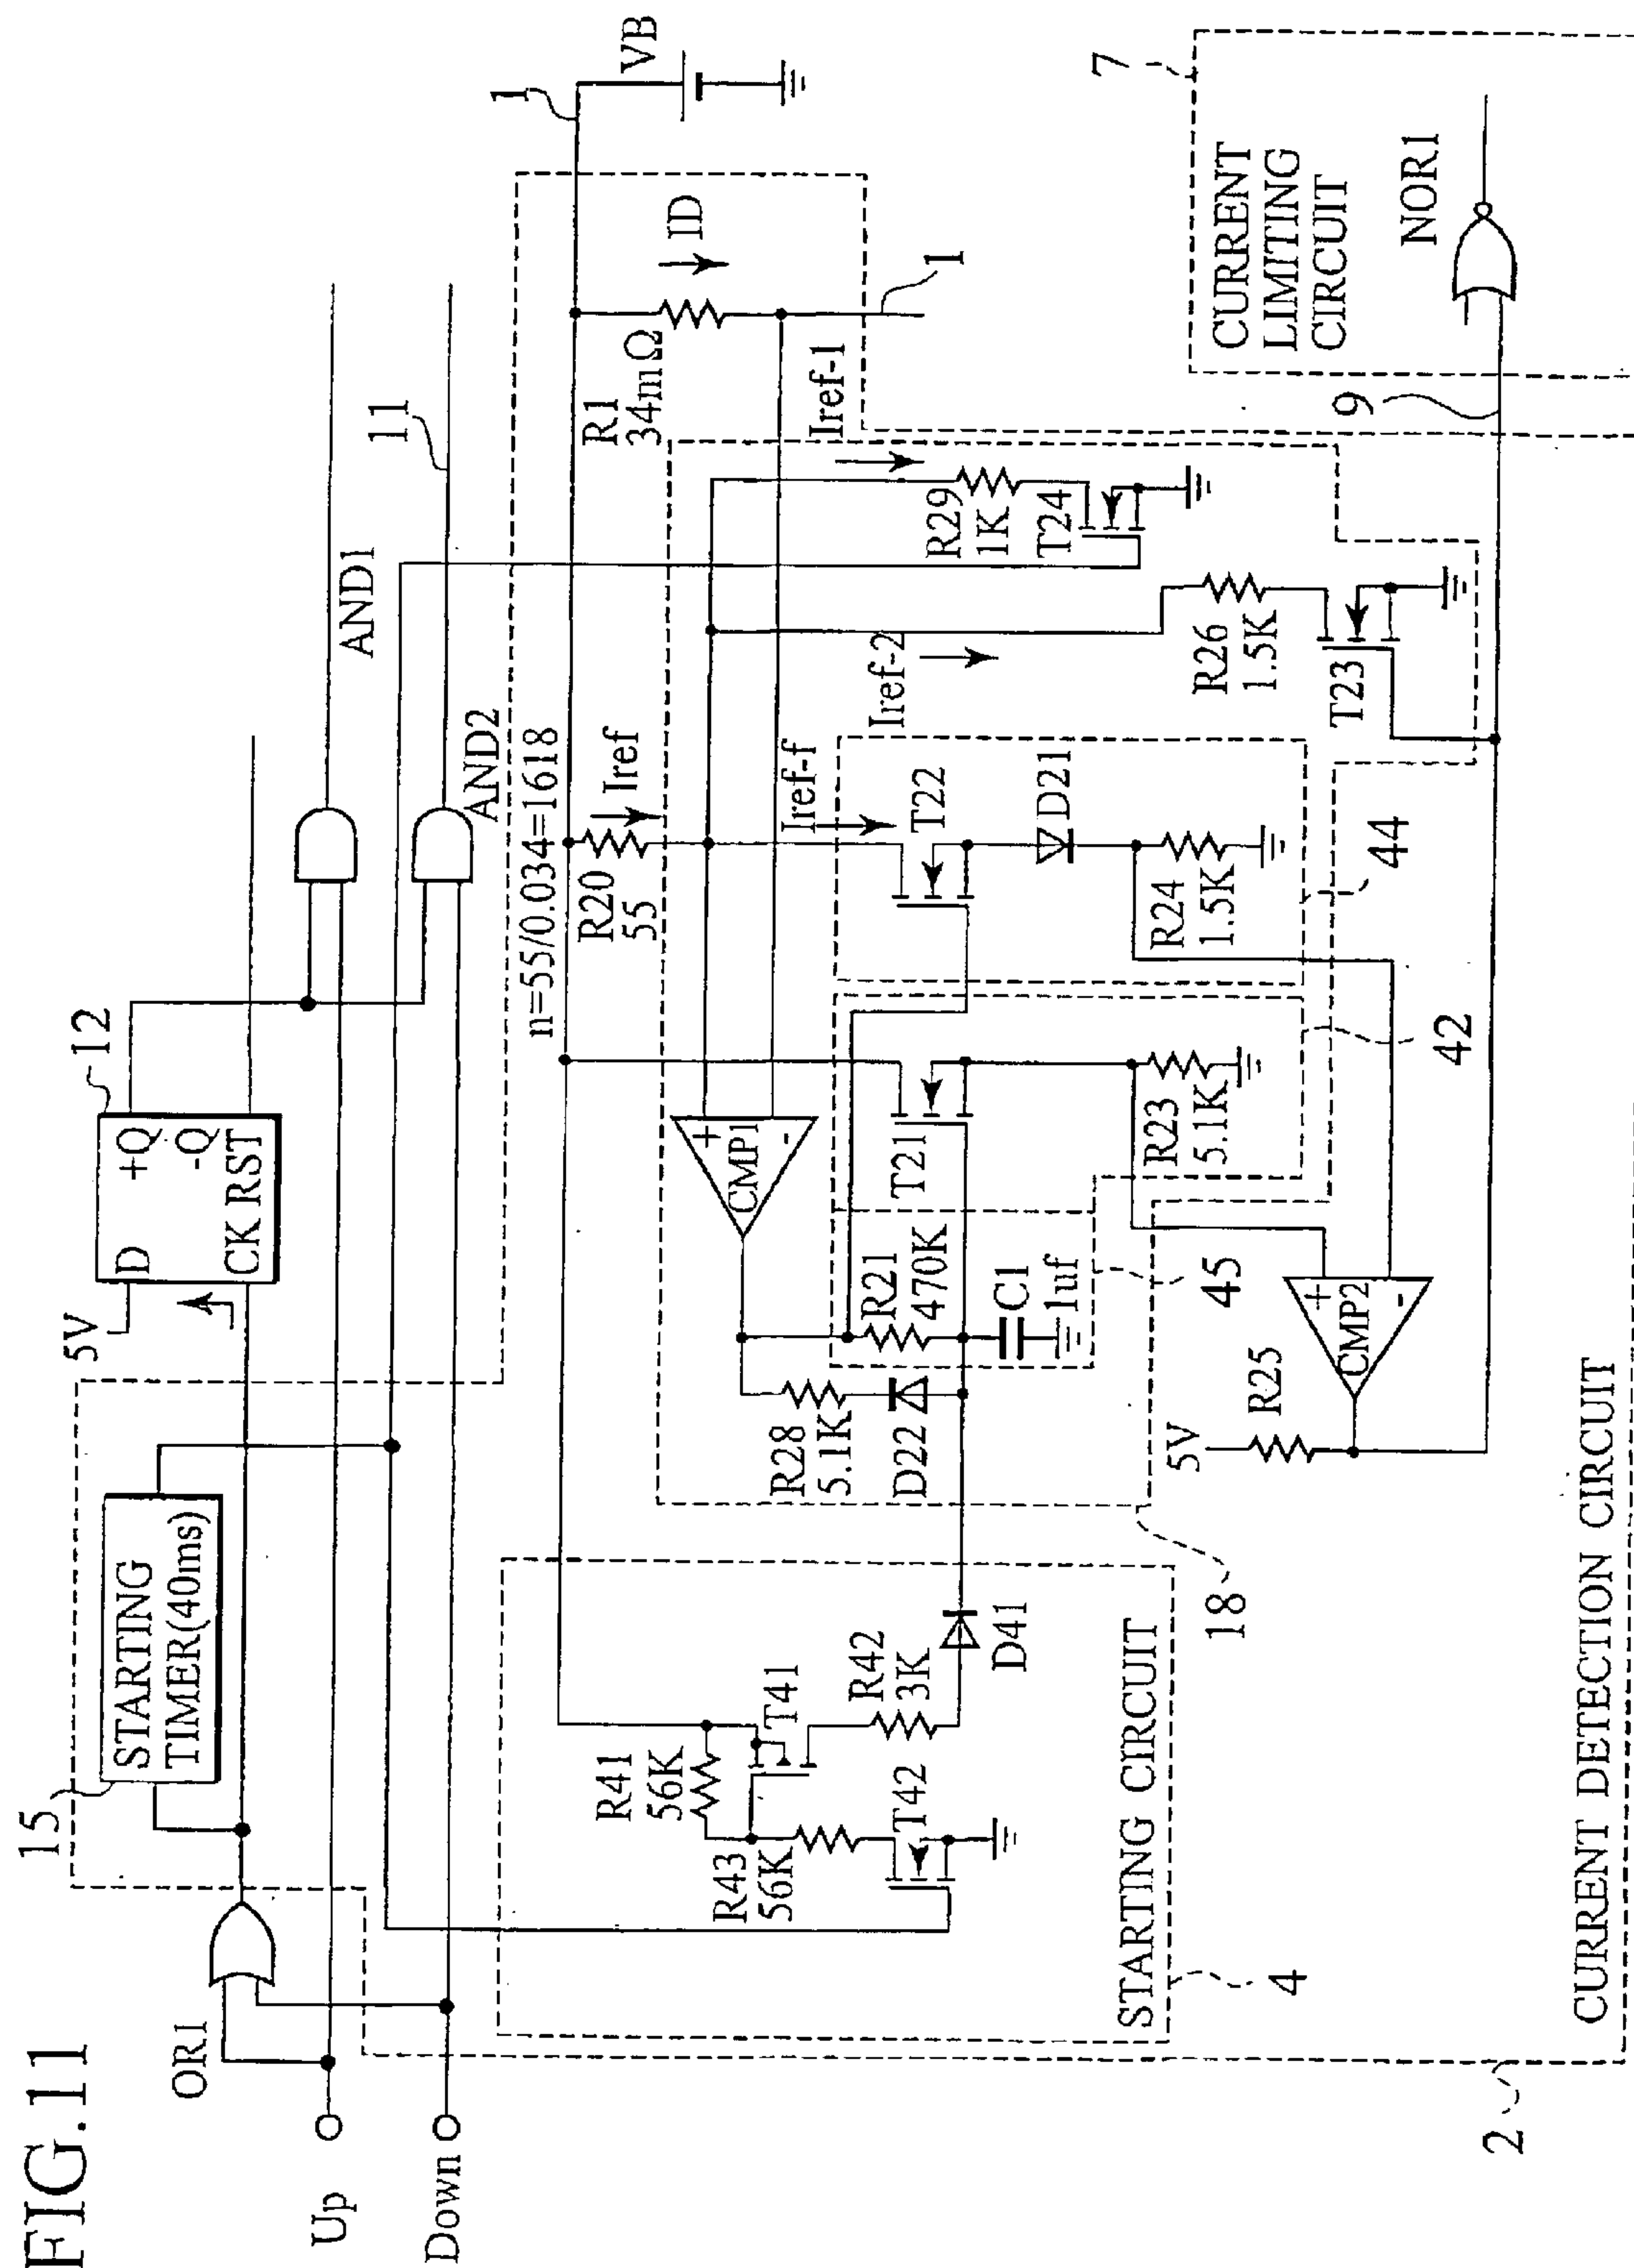 FIG.11
Up
Down
OR1
15
STARTING
TIMER(40ms)
5V
D
+Q
-Q
CK RST
12
AND1
AND2
11
1
VB
n=55/0.034=1618
R20
55
Iref
R1
34mΩ
ID
1
Iref-1
Iref-2
Iref-f
R29
1K
T24
R26
1.5K
T23
T22
D21
R24
1.5K
44
CMP1
+
-
T21
R23
5.1K
42
R21
470K
C1
1uf
45
R28
5.1K
D22
18
R41
56K
T41
R42
3K
D41
R43
56K
T42
STARTING CIRCUIT
4
5V
R25
CMP2
+
-
9
7
CURRENT
LIMITING
CIRCUIT
NOR1
CURRENT DETECTION CIRCUIT
2